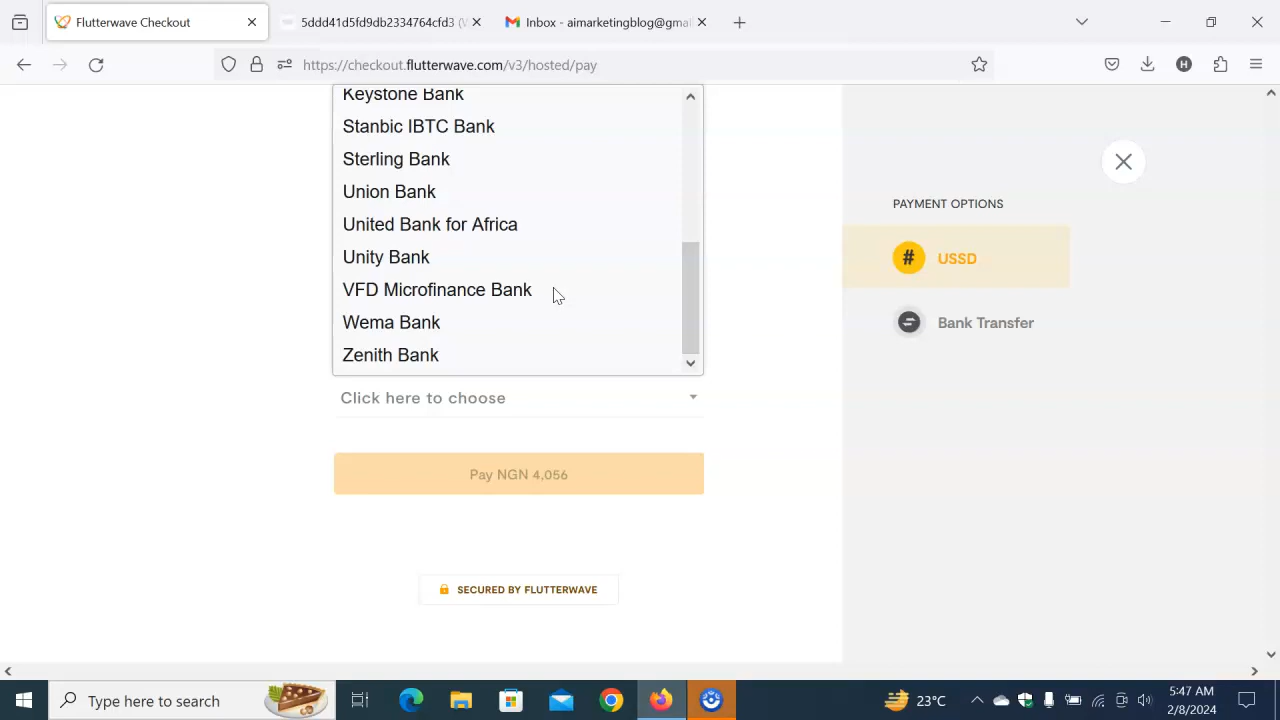 Flutterwave Checkout
5ddd41d5fd9db2334764cfd3 (
Inbox - aimarketingblog@gma
https://checkout.flutterwave.com/v3/hosted/pay
Keystone Bank
Stanbic IBTC Bank
Sterling Bank
Union Bank
United Bank for Africa
Unity Bank
VFD Microfinance Bank
Wema Bank
Zenith Bank
Click here to choose
Pay NGN 4,056
SECURED BY FLUTTERWAVE
PAYMENT OPTIONS
# USSD
Bank Transfer
Type here to search
23°C
5:47 AM
2/8/2024